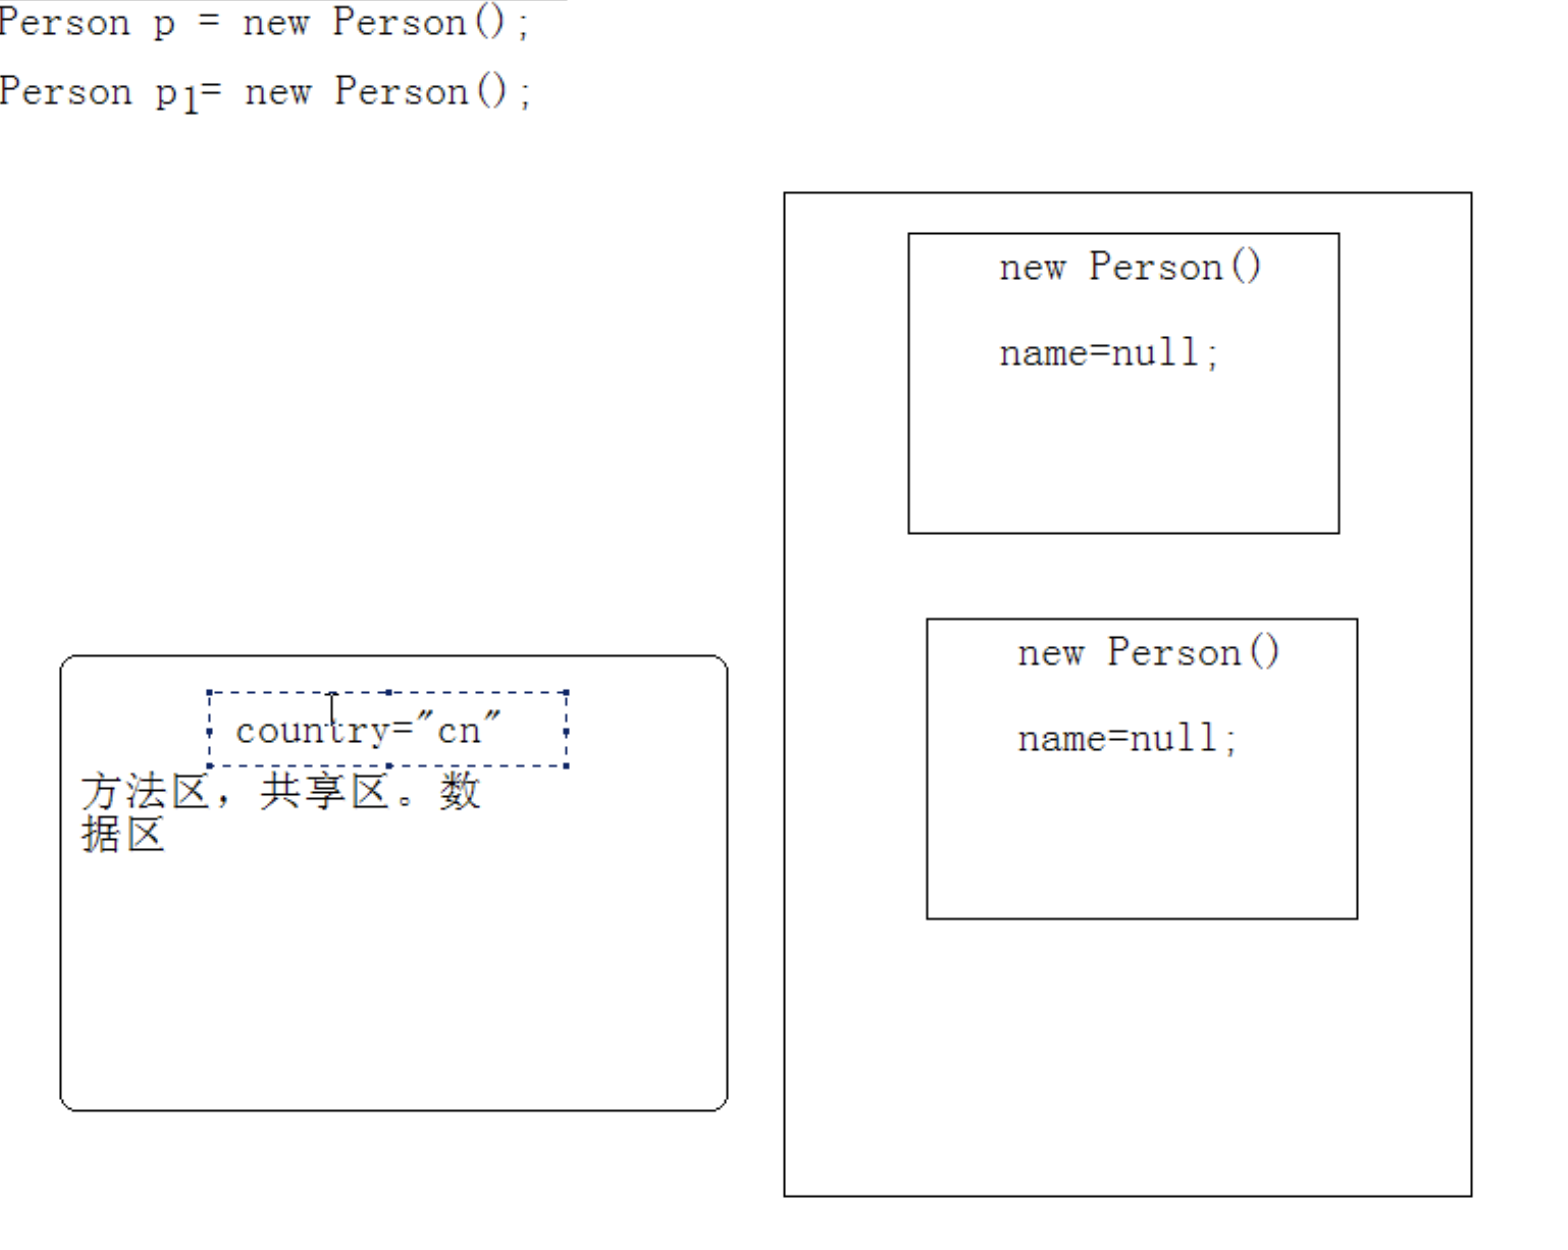 Person p = new Person();
Person p1= new Person();
new Person()
name=null;
new Person()
name=null;
country="cn"
方法区，共享区。数
据区